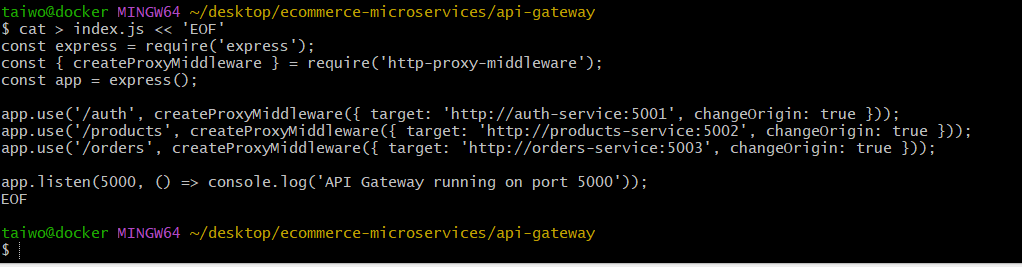 taiwo@docker MINGW64 ~/desktop/ecommerce-microservices/api-gateway
$ cat > index.js << 'EOF'
const express = require('express');
const { createProxyMiddleware } = require('http-proxy-middleware');
const app = express();
app.use('/auth', createProxyMiddleware({ target: 'http://auth-service:5001', changeOrigin: true }));
app.use('/products', createProxyMiddleware({ target: 'http://products-service:5002', changeOrigin: true }));
app.use('/orders', createProxyMiddleware({ target: 'http://orders-service:5003', changeOrigin: true }));
app.listen(5000, () => console.log('API Gateway running on port 5000'));
EOF
taiwo@docker MINGW64 ~/desktop/ecommerce-microservices/api-gateway
$